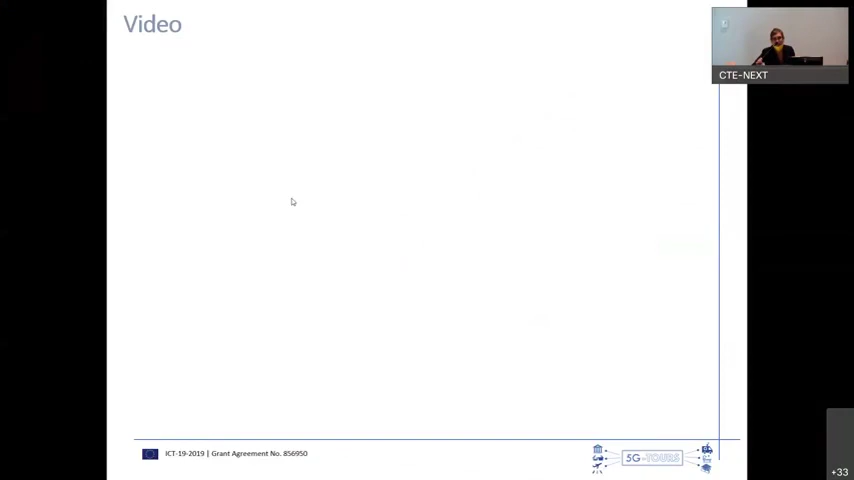 Video
CTE-NEXT
ICT-19-2019 | Grant Agreement No. 856950
5G-TOURS
+33